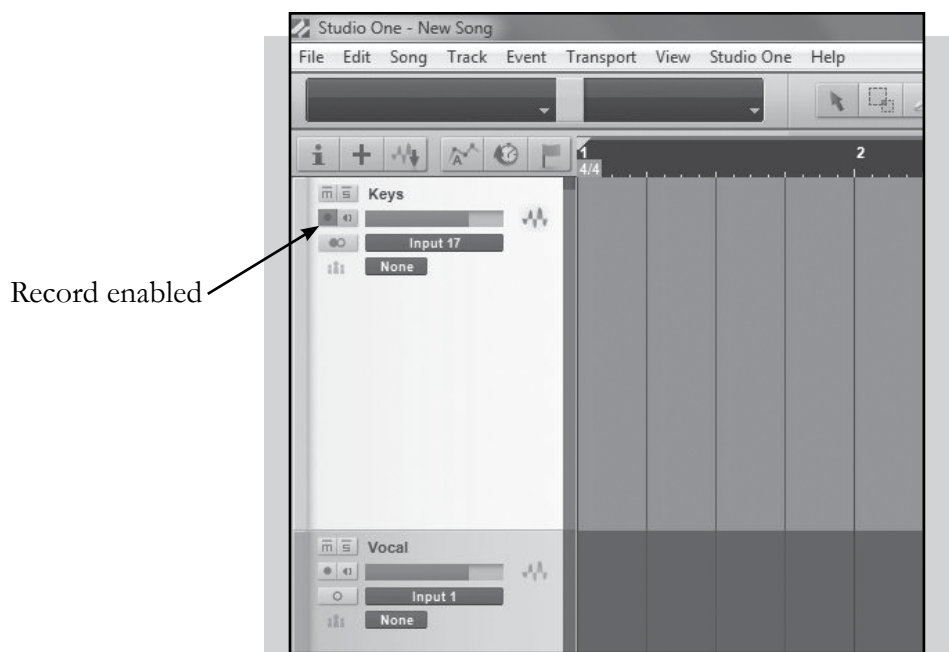 Studio One - New Song
File Edit Song Track Event Transport View Studio One Help
1 2
4/4
m s Keys
Input 17
None
Record enabled
m s Vocal
Input 1
None